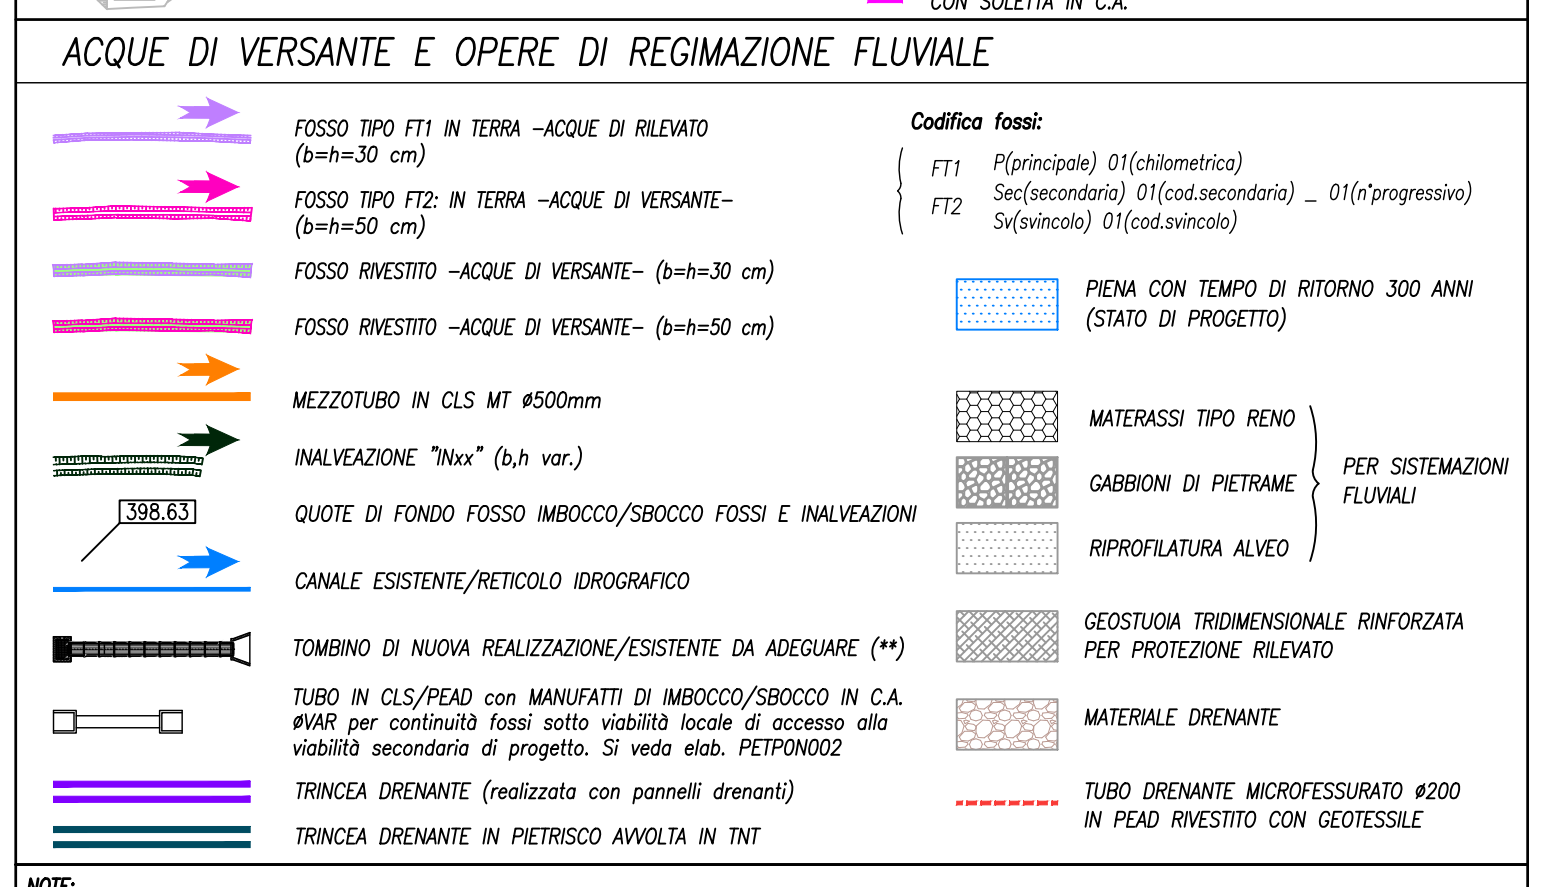 CON SOLETTA IN C.A.
ACQUE DI VERSANTE E OPERE DI REGIMAZIONE FLUVIALE
FOSSO TIPO FT1 IN TERRA -ACQUE DI RILEVATO
(b=h=30 cm)
FOSSO TIPO FT2: IN TERRA -ACQUE DI VERSANTE-
(b=h=50 cm)
FOSSO RIVESTITO -ACQUE DI VERSANTE- (b=h=30 cm)
FOSSO RIVESTITO -ACQUE DI VERSANTE- (b=h=50 cm)
MEZZOTUBO IN CLS MT ø500mm
INALVEAZIONE "INxx" (b,h var.)
398.63
QUOTE DI FONDO FOSSO IMBOCCO/SBOCCO FOSSI E INALVEAZIONI
CANALE ESISTENTE/RETICOLO IDROGRAFICO
TOMBINO DI NUOVA REALIZZAZIONE/ESISTENTE DA ADEGUARE (**)
TUBO IN CLS/PEAD con MANUFATTI DI IMBOCCO/SBOCCO IN C.A.
øVAR per continuità fossi sotto viabilità locale di accesso alla
viabilità secondaria di progetto. Si veda elab. PETP0N002
TRINCEA DRENANTE (realizzata con pannelli drenanti)
TRINCEA DRENANTE IN PIETRISCO AVVOLTA IN TNT
Codifica fossi:
FT1
FT2
P(principale) 01(chilometrica)
Sec(secondaria) 01(cod.secondaria) _ 01(n°progressivo)
Sv(svincolo) 01(cod.svincolo)
PIENA CON TEMPO DI RITORNO 300 ANNI
(STATO DI PROGETTO)
MATERASSI TIPO RENO
GABBIONI DI PIETRAME
RIPROFILATURA ALVEO
PER SISTEMAZIONI
FLUVIALI
GEOSTUOIA TRIDIMENSIONALE RINFORZATA
PER PROTEZIONE RILEVATO
MATERIALE DRENANTE
TUBO DRENANTE MICROFESSURATO ø200
IN PEAD RIVESTITO CON GEOTESSILE
NOTE: